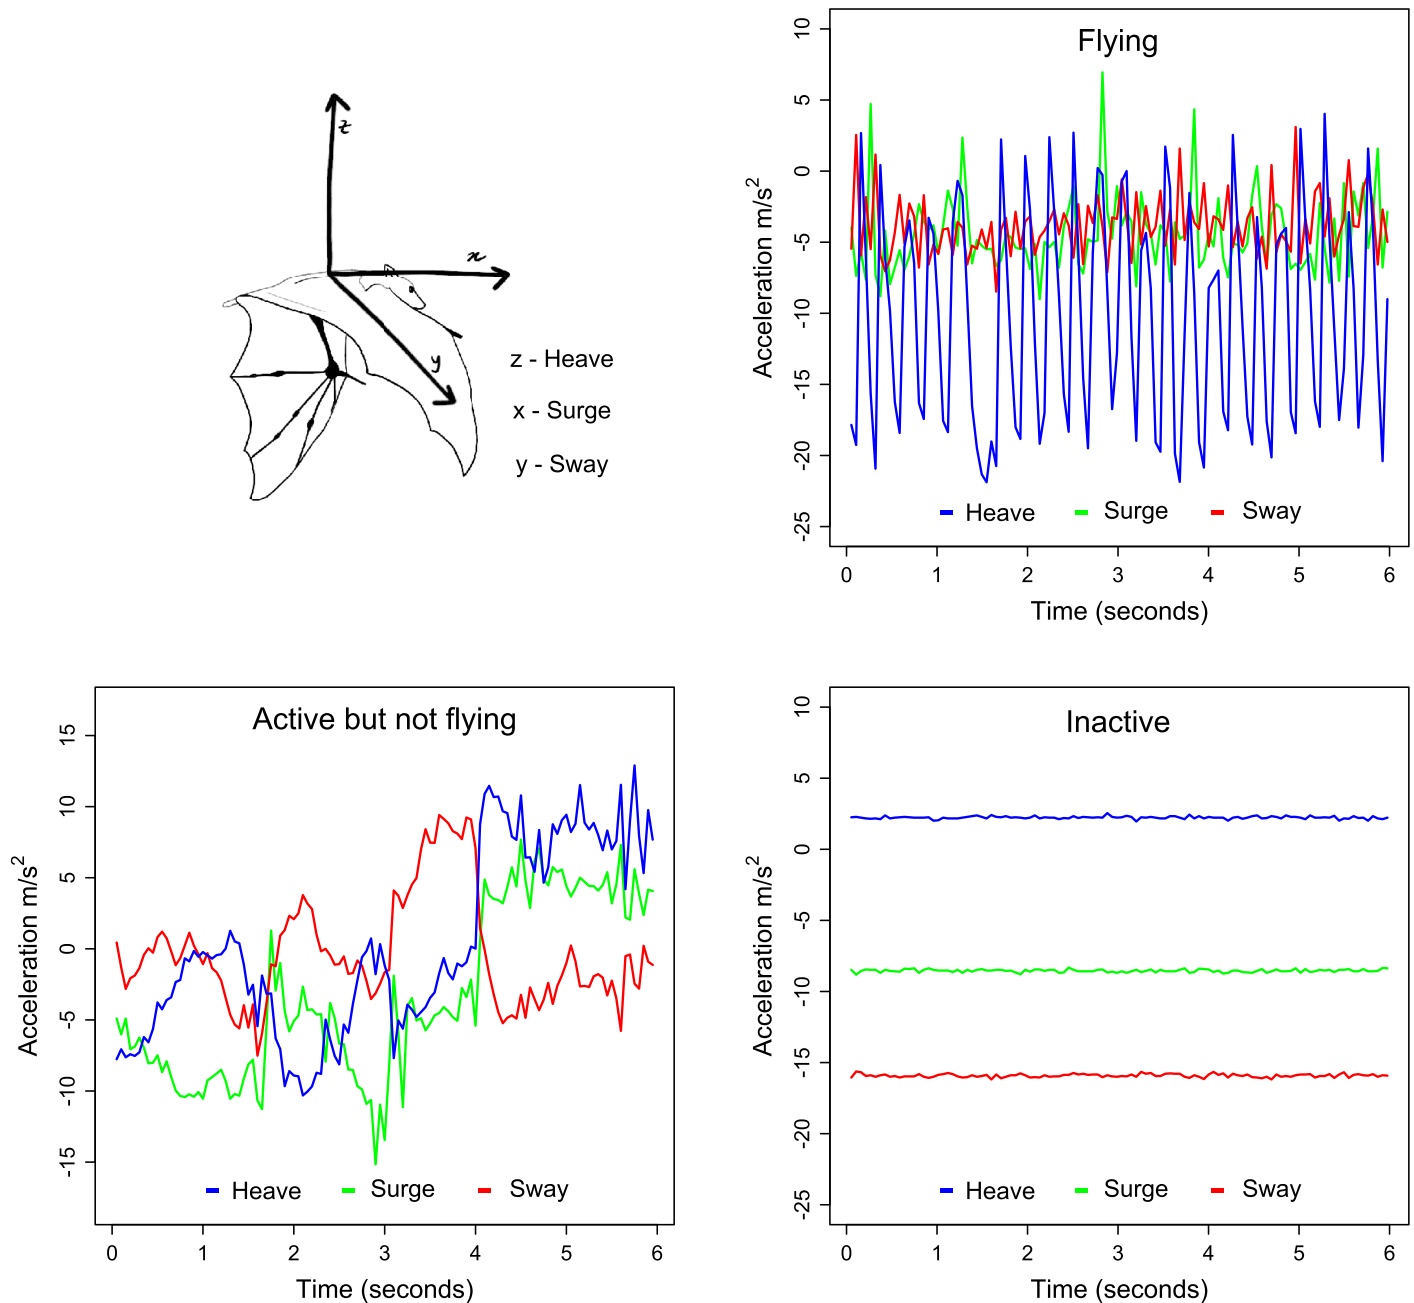 z
x
y
z - Heave
x - Surge
y - Sway
Flying
10
5
0
-5
-10
-15
-20
-25
Acceleration m/s²
Heave Surge Sway
0 1 2 3 4 5 6
Time (seconds)
Active but not flying
15
10
5
0
-5
-10
-15
Acceleration m/s²
Heave Surge Sway
0 1 2 3 4 5 6
Time (seconds)
Inactive
10
5
0
-5
-10
-15
-20
-25
Acceleration m/s²
Heave Surge Sway
0 1 2 3 4 5 6
Time (seconds)